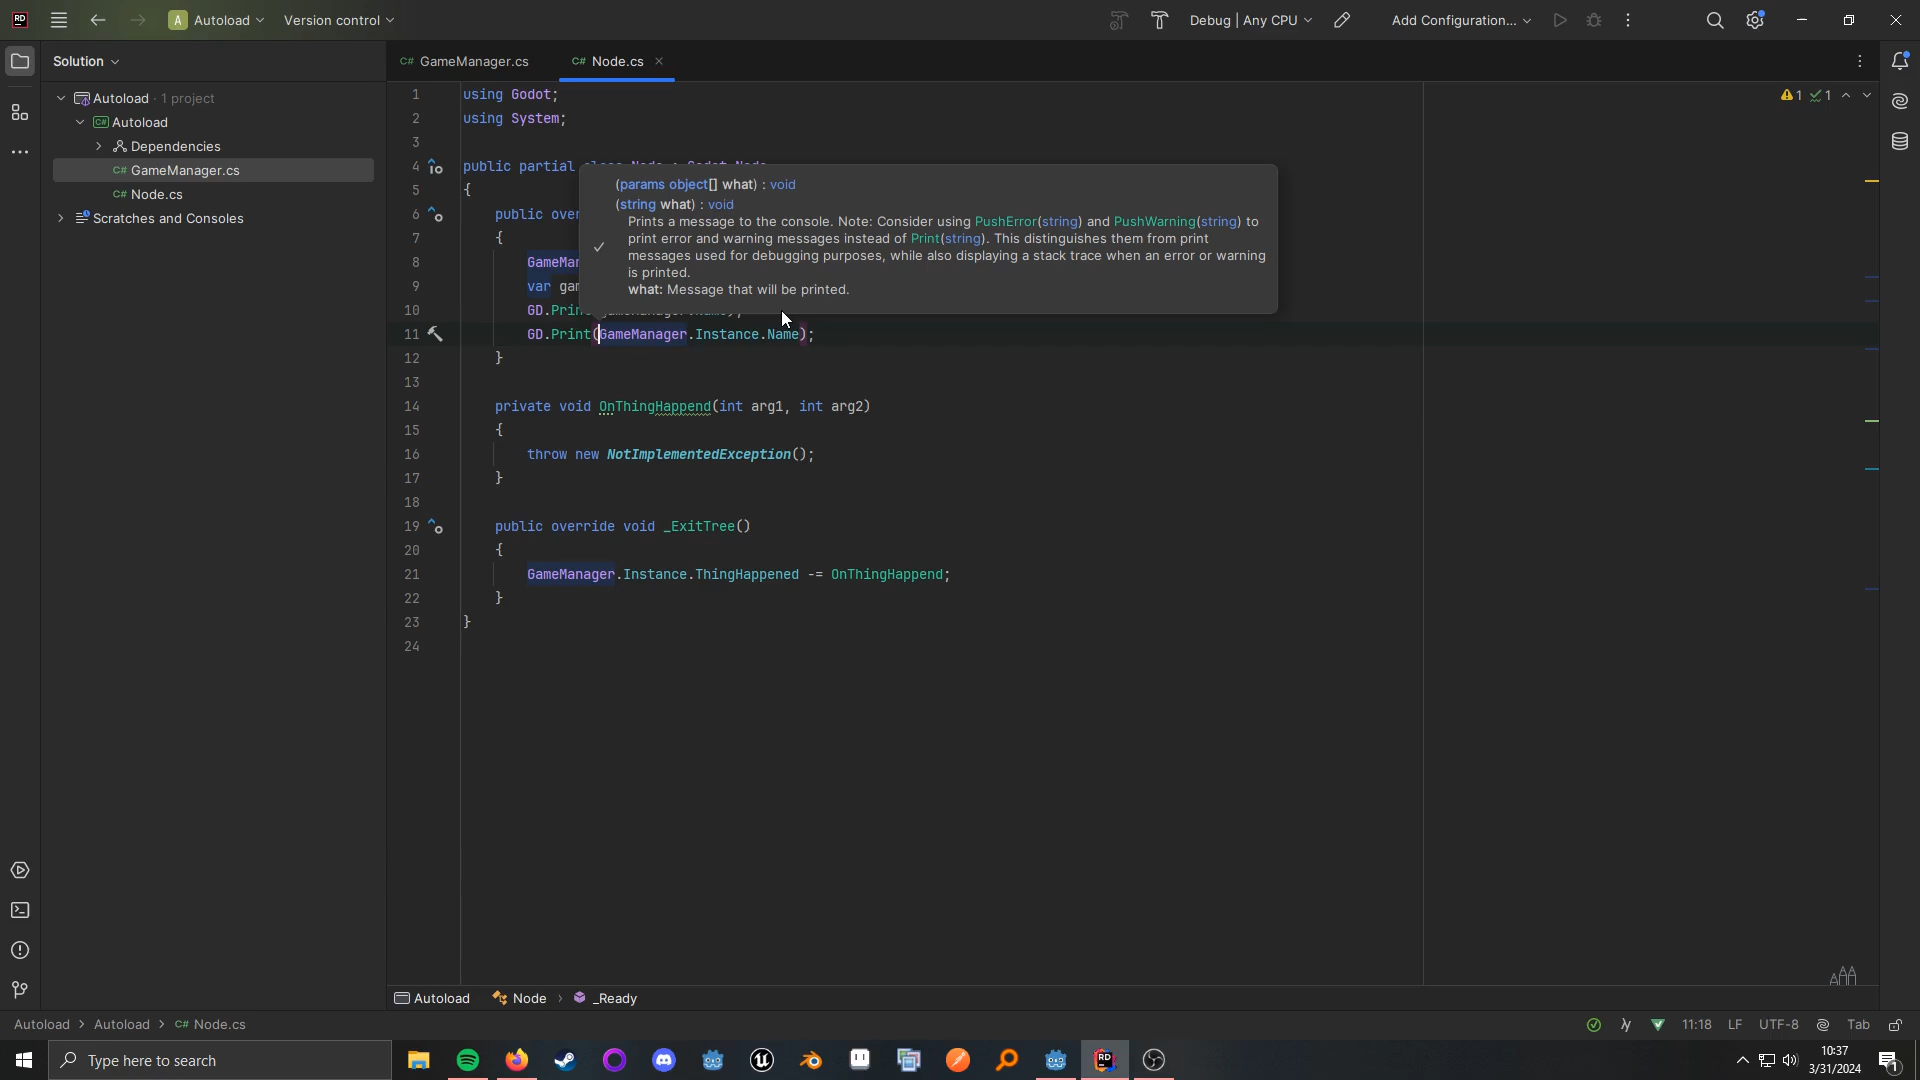 RD
A Autoload
Version control
Debug | Any CPU
Add Configuration...
Solution
Autoload · 1 project
C# Autoload
Dependencies
C# GameManager.cs
C# Node.cs
Scratches and Consoles
C# GameManager.cs
C# Node.cs
1 1
1 using Godot;
2 using System;
3
4 public partial
5 {
6 public over
7 {
8 GameMan
9 var gam
10 GD.Prin
11 GD.Print(GameManager.Instance.Name);
12 }
13
14 private void OnThingHappend(int arg1, int arg2)
15 {
16 throw new NotImplementedException();
17 }
18
19 public override void _ExitTree()
20 {
21 GameManager.Instance.ThingHappened -= OnThingHappend;
22 }
23 }
24
(params object[] what) : void
(string what) : void
Prints a message to the console. Note: Consider using PushError(string) and PushWarning(string) to
print error and warning messages instead of Print(string). This distinguishes them from print
messages used for debugging purposes, while also displaying a stack trace when an error or warning
is printed.
what: Message that will be printed.
Autoload Node › _Ready
Autoload › Autoload › C# Node.cs
11:18 LF UTF-8 Tab
Type here to search
RD
10:37
3/31/2024
1